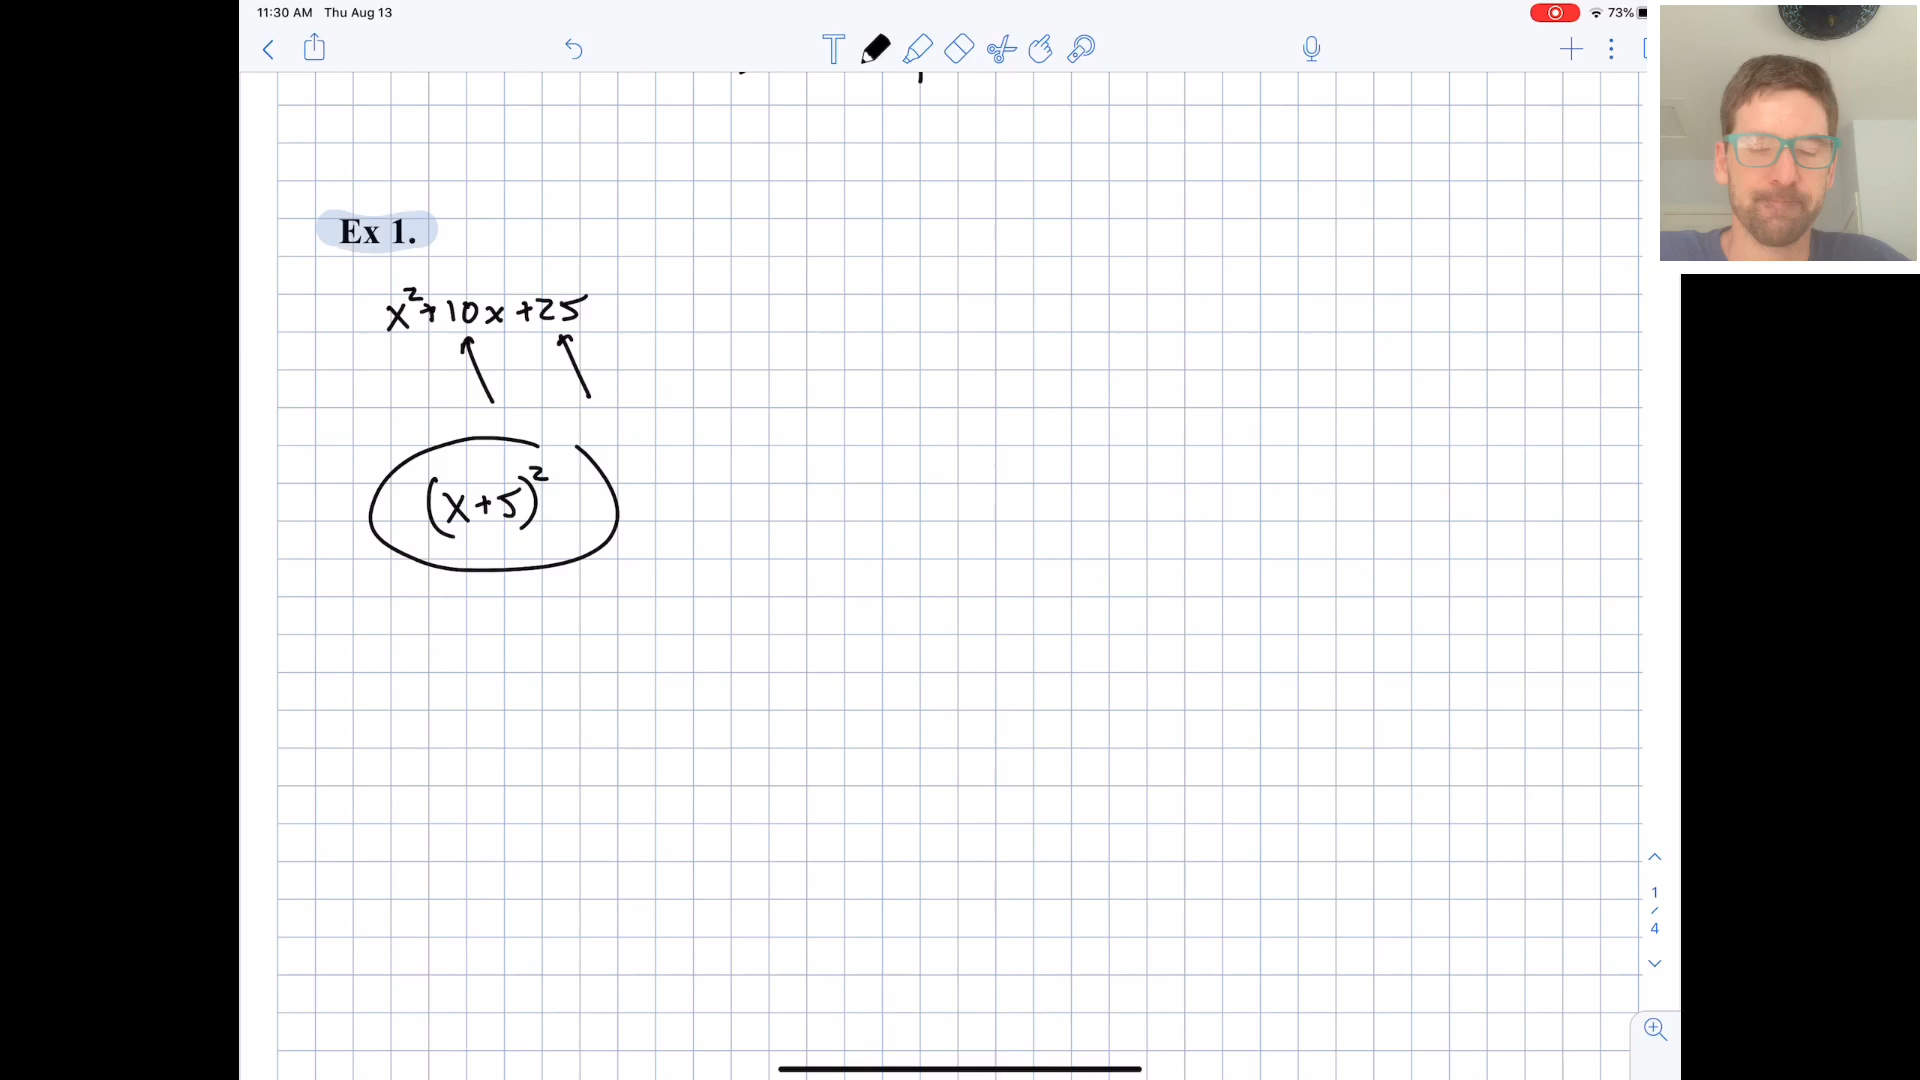 11:30 AM Thu Aug 13
73%
T
Ex 1.
x²+10x+25
(x+5)²
1
/
4